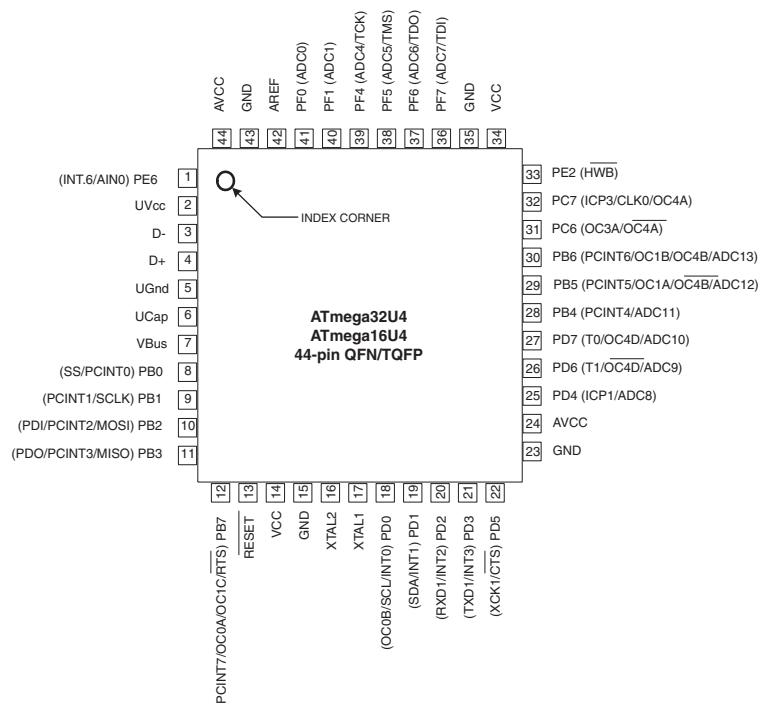 AVCC
GND
AREF
PF0 (ADC0)
PF1 (ADC1)
PF4 (ADC4/TCK)
PF5 (ADC5/TMS)
PF6 (ADC6/TDO)
PF7 (ADC7/TDI)
GND
VCC
44
43
42
41
40
39
38
37
36
35
34
(INT.6/AIN0) PE6 1
UVcc 2
D- 3
D+ 4
UGnd 5
UCap 6
VBus 7
(SS/PCINT0) PB0 8
(PCINT1/SCLK) PB1 9
(PDI/PCINT2/MOSI) PB2 10
(PDO/PCINT3/MISO) PB3 11
INDEX CORNER
ATmega32U4
ATmega16U4
44-pin QFN/TQFP
33 PE2 (HWB)
32 PC7 (ICP3/CLK0/OC4A)
31 PC6 (OC3A/OC4A)
30 PB6 (PCINT6/OC1B/OC4B/ADC13)
29 PB5 (PCINT5/OC1A/OC4B/ADC12)
28 PB4 (PCINT4/ADC11)
27 PD7 (T0/OC4D/ADC10)
26 PD6 (T1/OC4D/ADC9)
25 PD4 (ICP1/ADC8)
24 AVCC
23 GND
12
13
14
15
16
17
18
19
20
21
22
PCINT7/OC0A/OC1C/RTS) PB7
RESET
VCC
GND
XTAL2
XTAL1
(OC0B/SCL/INT0) PD0
(SDA/INT1) PD1
(RXD1/INT2) PD2
(TXD1/INT3) PD3
(XCK1/CTS) PD5